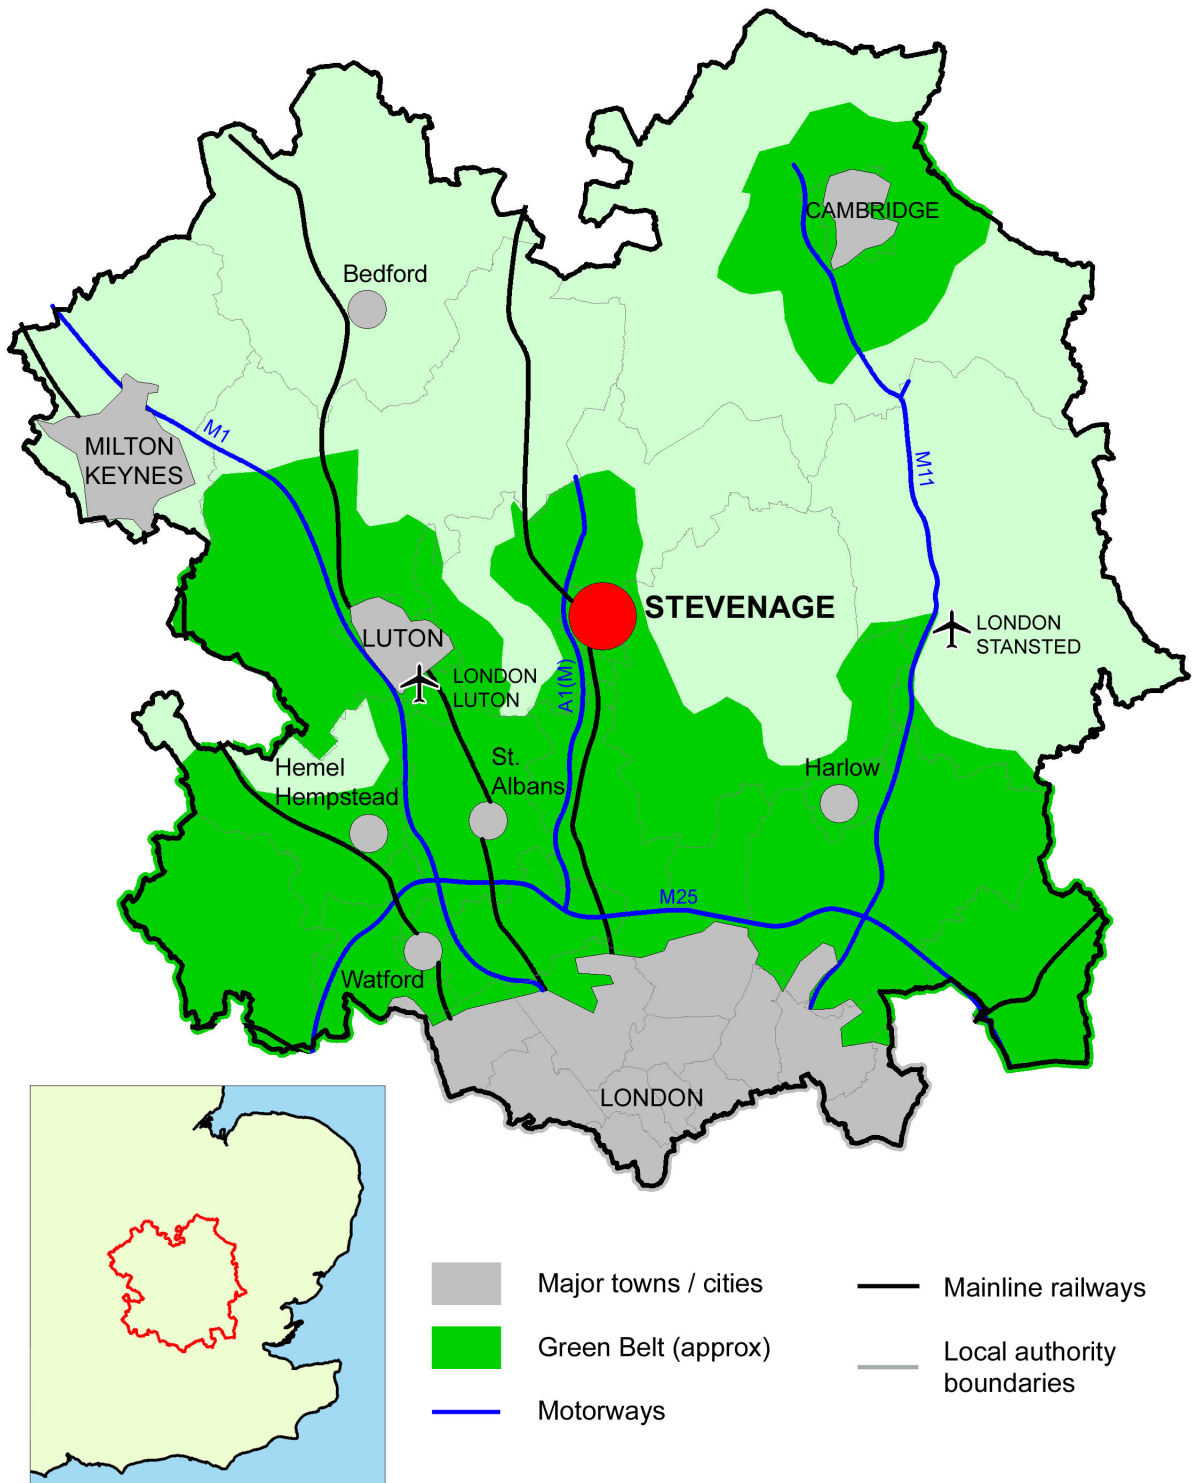 CAMBRIDGE
Bedford
M1
MILTON
KEYNES
M11
STEVENAGE
LONDON
STANSTED
LUTON
LONDON
LUTON
A1(M)
St.
Albans
Hemel
Hempstead
Harlow
M25
Watford
LONDON
Major towns / cities
Green Belt (approx)
Motorways
Mainline railways
Local authority
boundaries